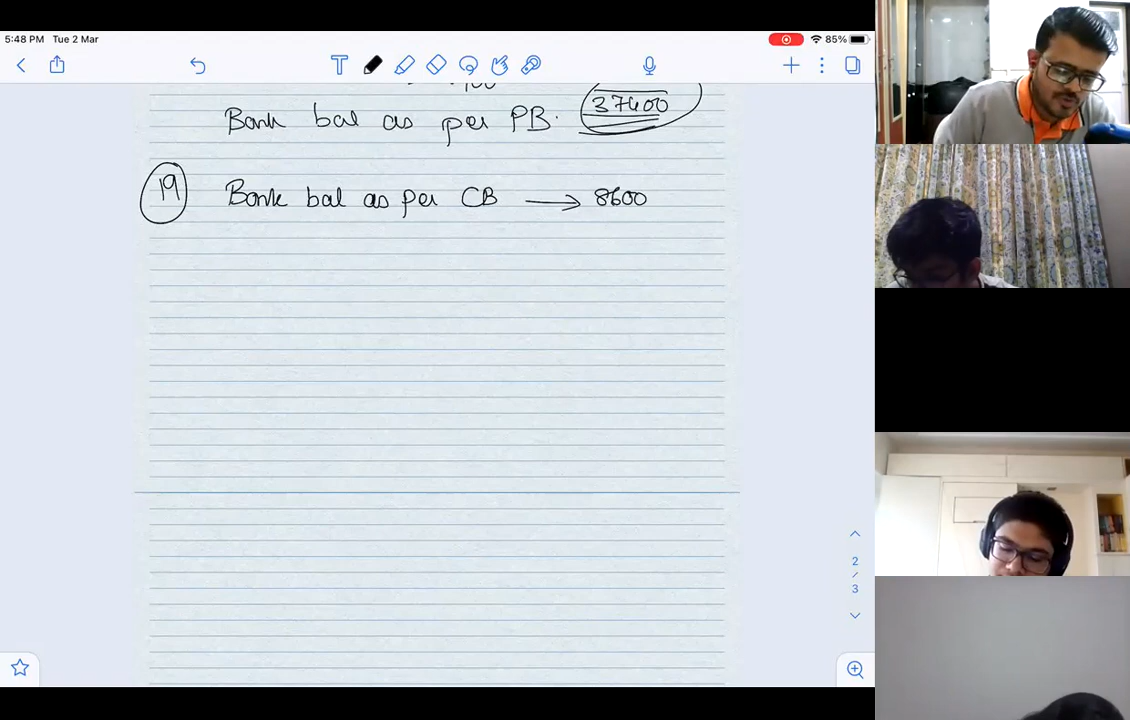 5:48 PM Tue 2 Mar
85%
T
Bank bal as per PB. 37400
19 Bank bal as per CB → 8600
2
/
3